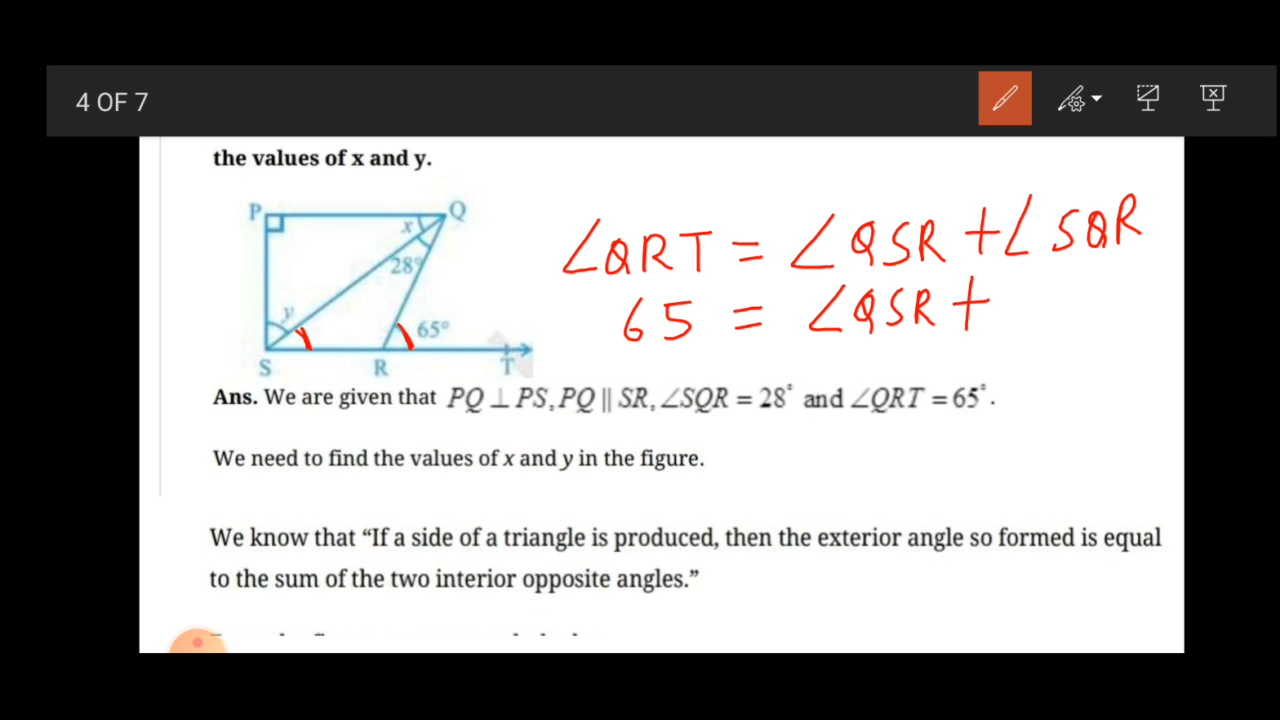 4 OF 7
the values of x and y.
P
Q
x
28°
y
65°
S
R
T
∠QRT = ∠QSR + ∠SQR
65 = ∠QSR +
Ans. We are given that PQ ⊥ PS, PQ || SR, ∠SQR = 28° and ∠QRT = 65°.
We need to find the values of x and y in the figure.
We know that “If a side of a triangle is produced, then the exterior angle so formed is equal
to the sum of the two interior opposite angles.”